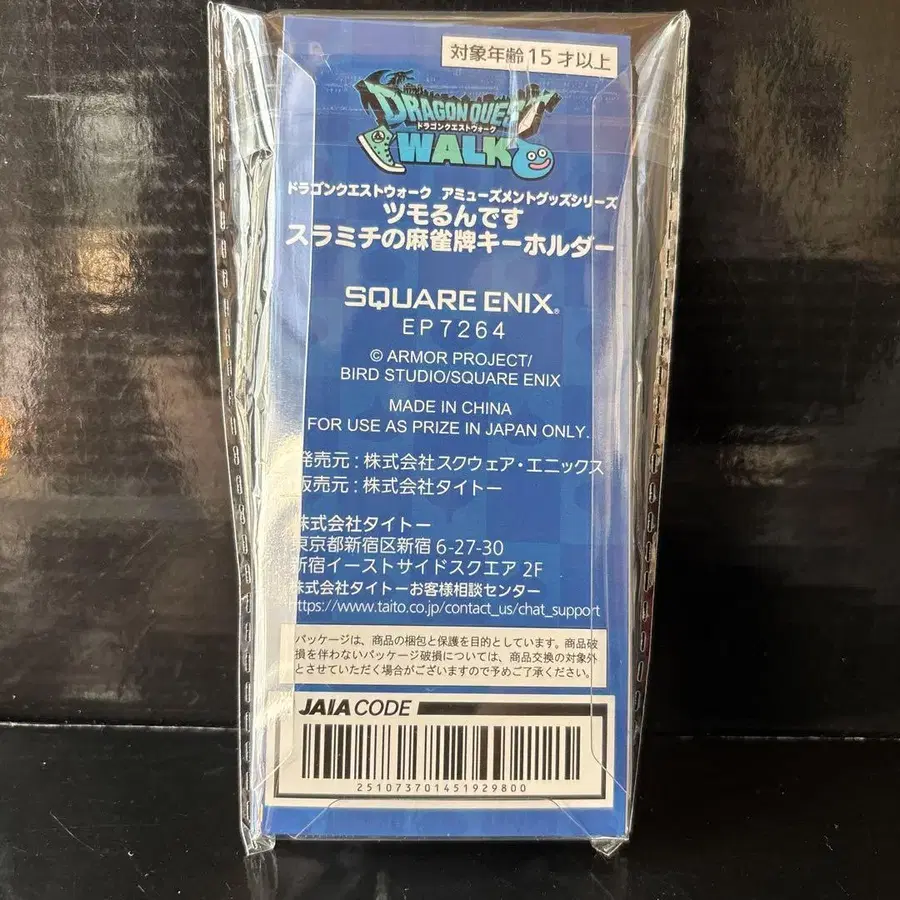 対象年齢15才以上
DRAGON QUEST
ドラゴンクエストウォーク
WALK
ドラゴンクエストウォーク アミューズメントグッズシリーズ
ツモるんです
スラミチの麻雀牌キーホルダー
SQUARE ENIX®
EP7264
© ARMOR PROJECT/
BIRD STUDIO/SQUARE ENIX
MADE IN CHINA
FOR USE AS PRIZE IN JAPAN ONLY.
発売元：株式会社スクウェア・エニックス
販売元：株式会社タイトー
株式会社タイトー
東京都新宿区新宿 6-27-30
新宿イーストサイドスクエア 2F
株式会社タイトーお客様相談センター
https://www.taito.co.jp/contact_us/chat_support
パッケージは、商品の梱包と保護を目的としています。商品破
損を伴わないパッケージ破損については、商品交換の対象外
とさせていただく場合がございますので予めご了承ください。
JAIA CODE
251073701451929800